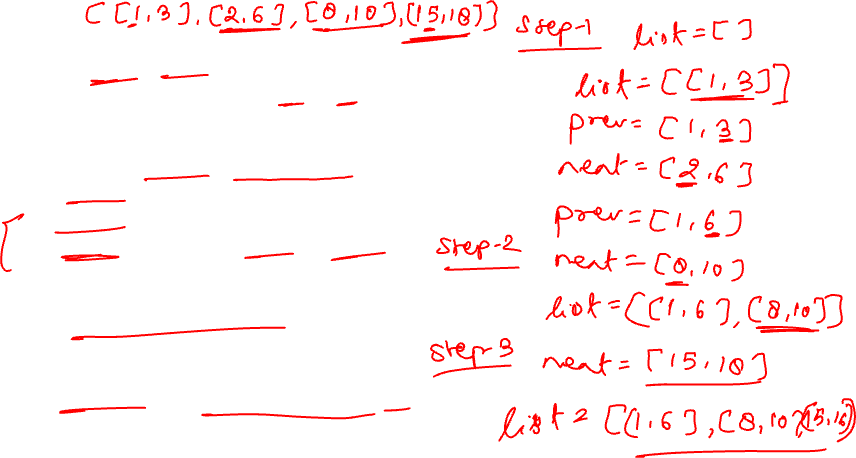 [[1,3],[2,6],[8,10],[15,18]]
Step-1 list=[]
list=[[1,3]]
prev=[1,3]
next=[2,6]
prev=[1,6]
Step-2 next=[8,10]
list=[[1,6],[8,10]]
Step-3 next=[15,18]
list=[[1,6],[8,10],[15,18]]